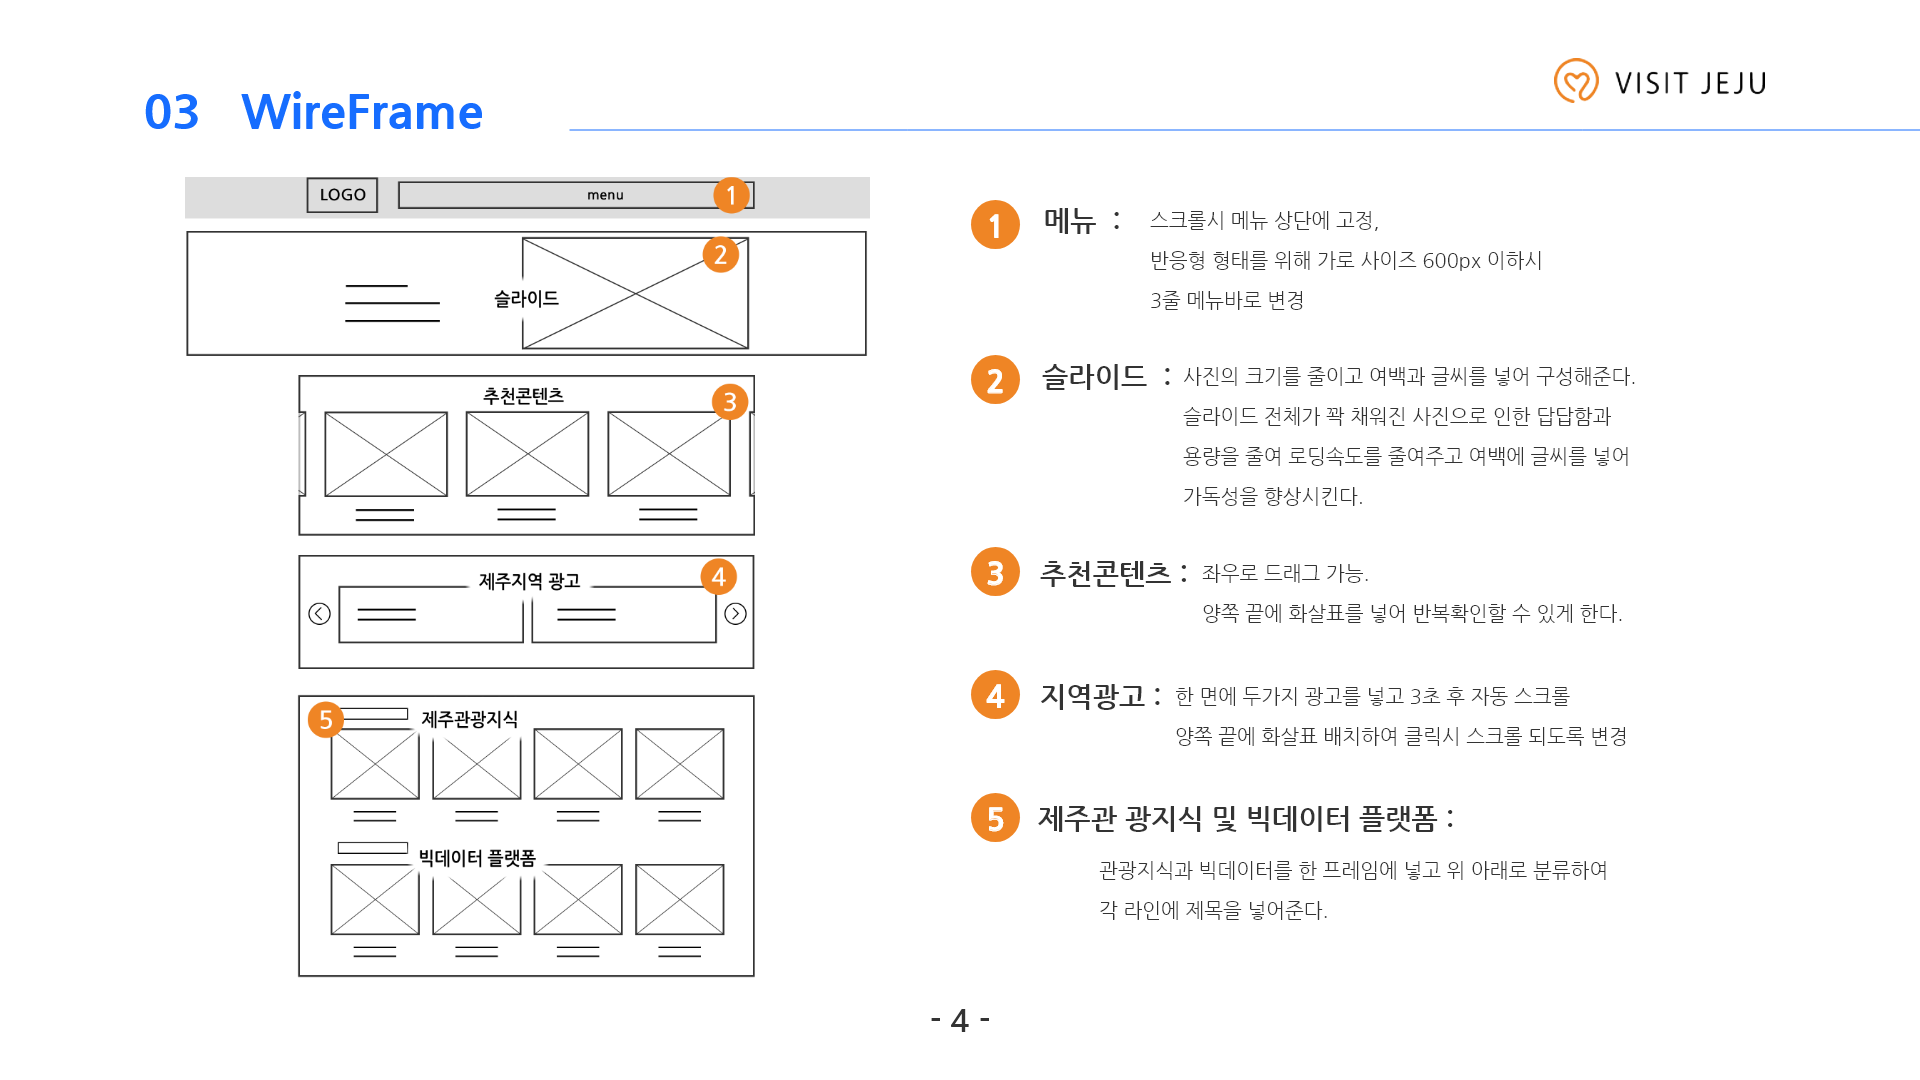 03 WireFrame
VISIT JEJU
LOGO
menu
1
2
슬라이드
추천콘텐츠
3
제주지역 광고
4
5
제주관광지식
빅데이터 플랫폼
1 메뉴 : 스크롤시 메뉴 상단에 고정,
반응형 형태를 위해 가로 사이즈 600px 이하시
3줄 메뉴바로 변경
2 슬라이드 : 사진의 크기를 줄이고 여백과 글씨를 넣어 구성해준다.
슬라이드 전체가 꽉 채워진 사진으로 인한 답답함과
용량을 줄여 로딩속도를 줄여주고 여백에 글씨를 넣어
가독성을 향상시킨다.
3 추천콘텐츠 : 좌우로 드래그 가능.
양쪽 끝에 화살표를 넣어 반복확인할 수 있게 한다.
4 지역광고 : 한 면에 두가지 광고를 넣고 3초 후 자동 스크롤
양쪽 끝에 화살표 배치하여 클릭시 스크롤 되도록 변경
5 제주관 광지식 및 빅데이터 플랫폼 :
관광지식과 빅데이터를 한 프레임에 넣고 위 아래로 분류하여
각 라인에 제목을 넣어준다.
- 4 -